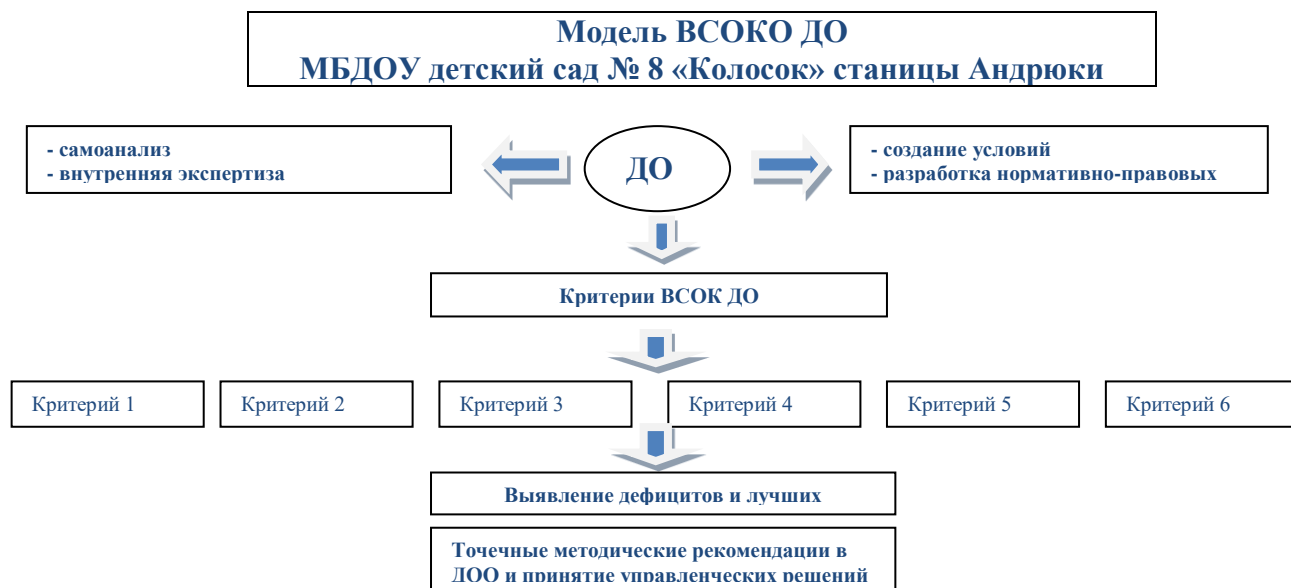 Модель ВСОКО ДО
МБДОУ детский сад № 8 «Колосок» станицы Андрюки
- самоанализ
- внутренняя экспертиза
ДО
- создание условий
- разработка нормативно-правовых
Критерии ВСОК ДО
Критерий 1
Критерий 2
Критерий 3
Критерий 4
Критерий 5
Критерий 6
Выявление дефицитов и лучших
Точечные методические рекомендации в
ДОО и принятие управленческих решений